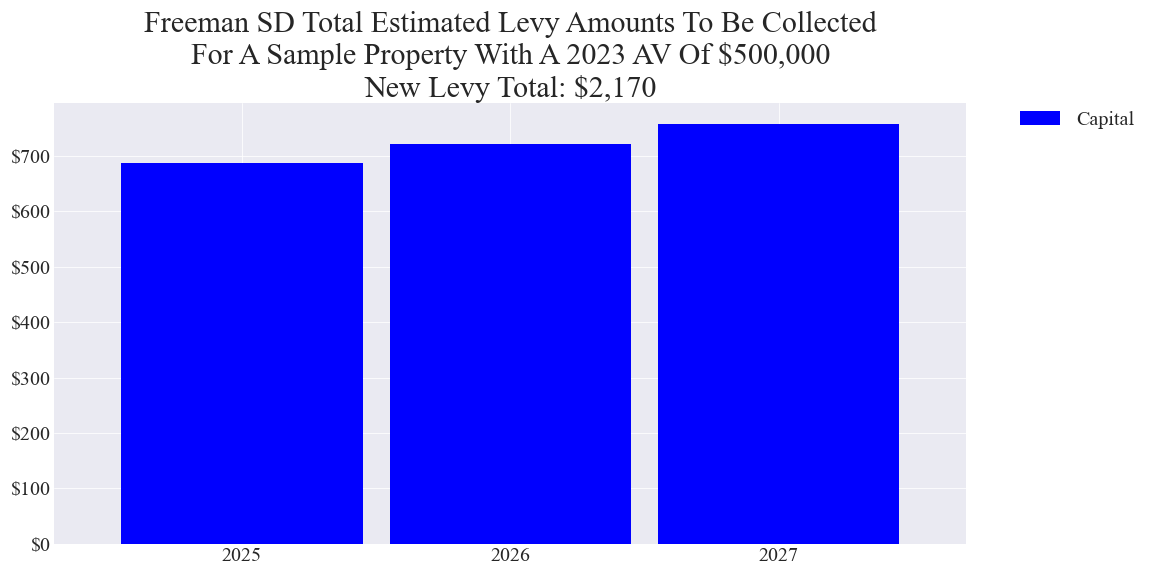 Freeman SD Total Estimated Levy Amounts To Be Collected
For A Sample Property With A 2023 AV Of $500,000
New Levy Total: $2,170
Capital
$700
$600
$500
$400
$300
$200
$100
$0
2025
2026
2027